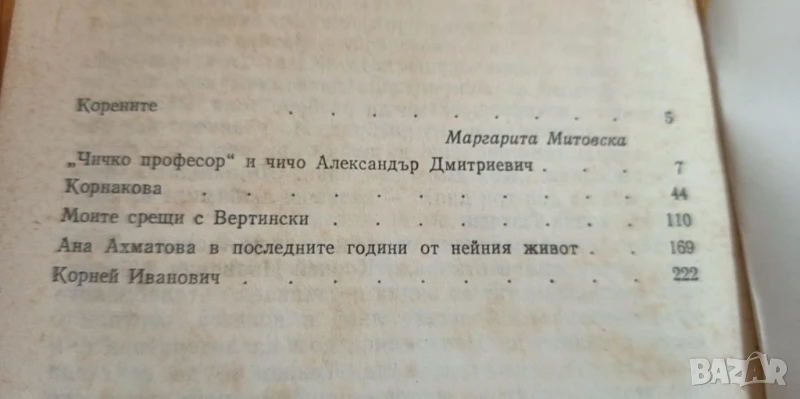 Корените . . . . . . . . . 5
Маргарита Митовска
„Чичко професор“ и чичо Александър Дмитриевич . . . 7
Корнакова . . . . . . . . . . . . 44
Моите срещи с Вертински . . . . . . . . 110
Ана Ахматова в последните години от нейния живот . . 169
Корней Иванович . . . . . . . . . . . 222
BAZAR